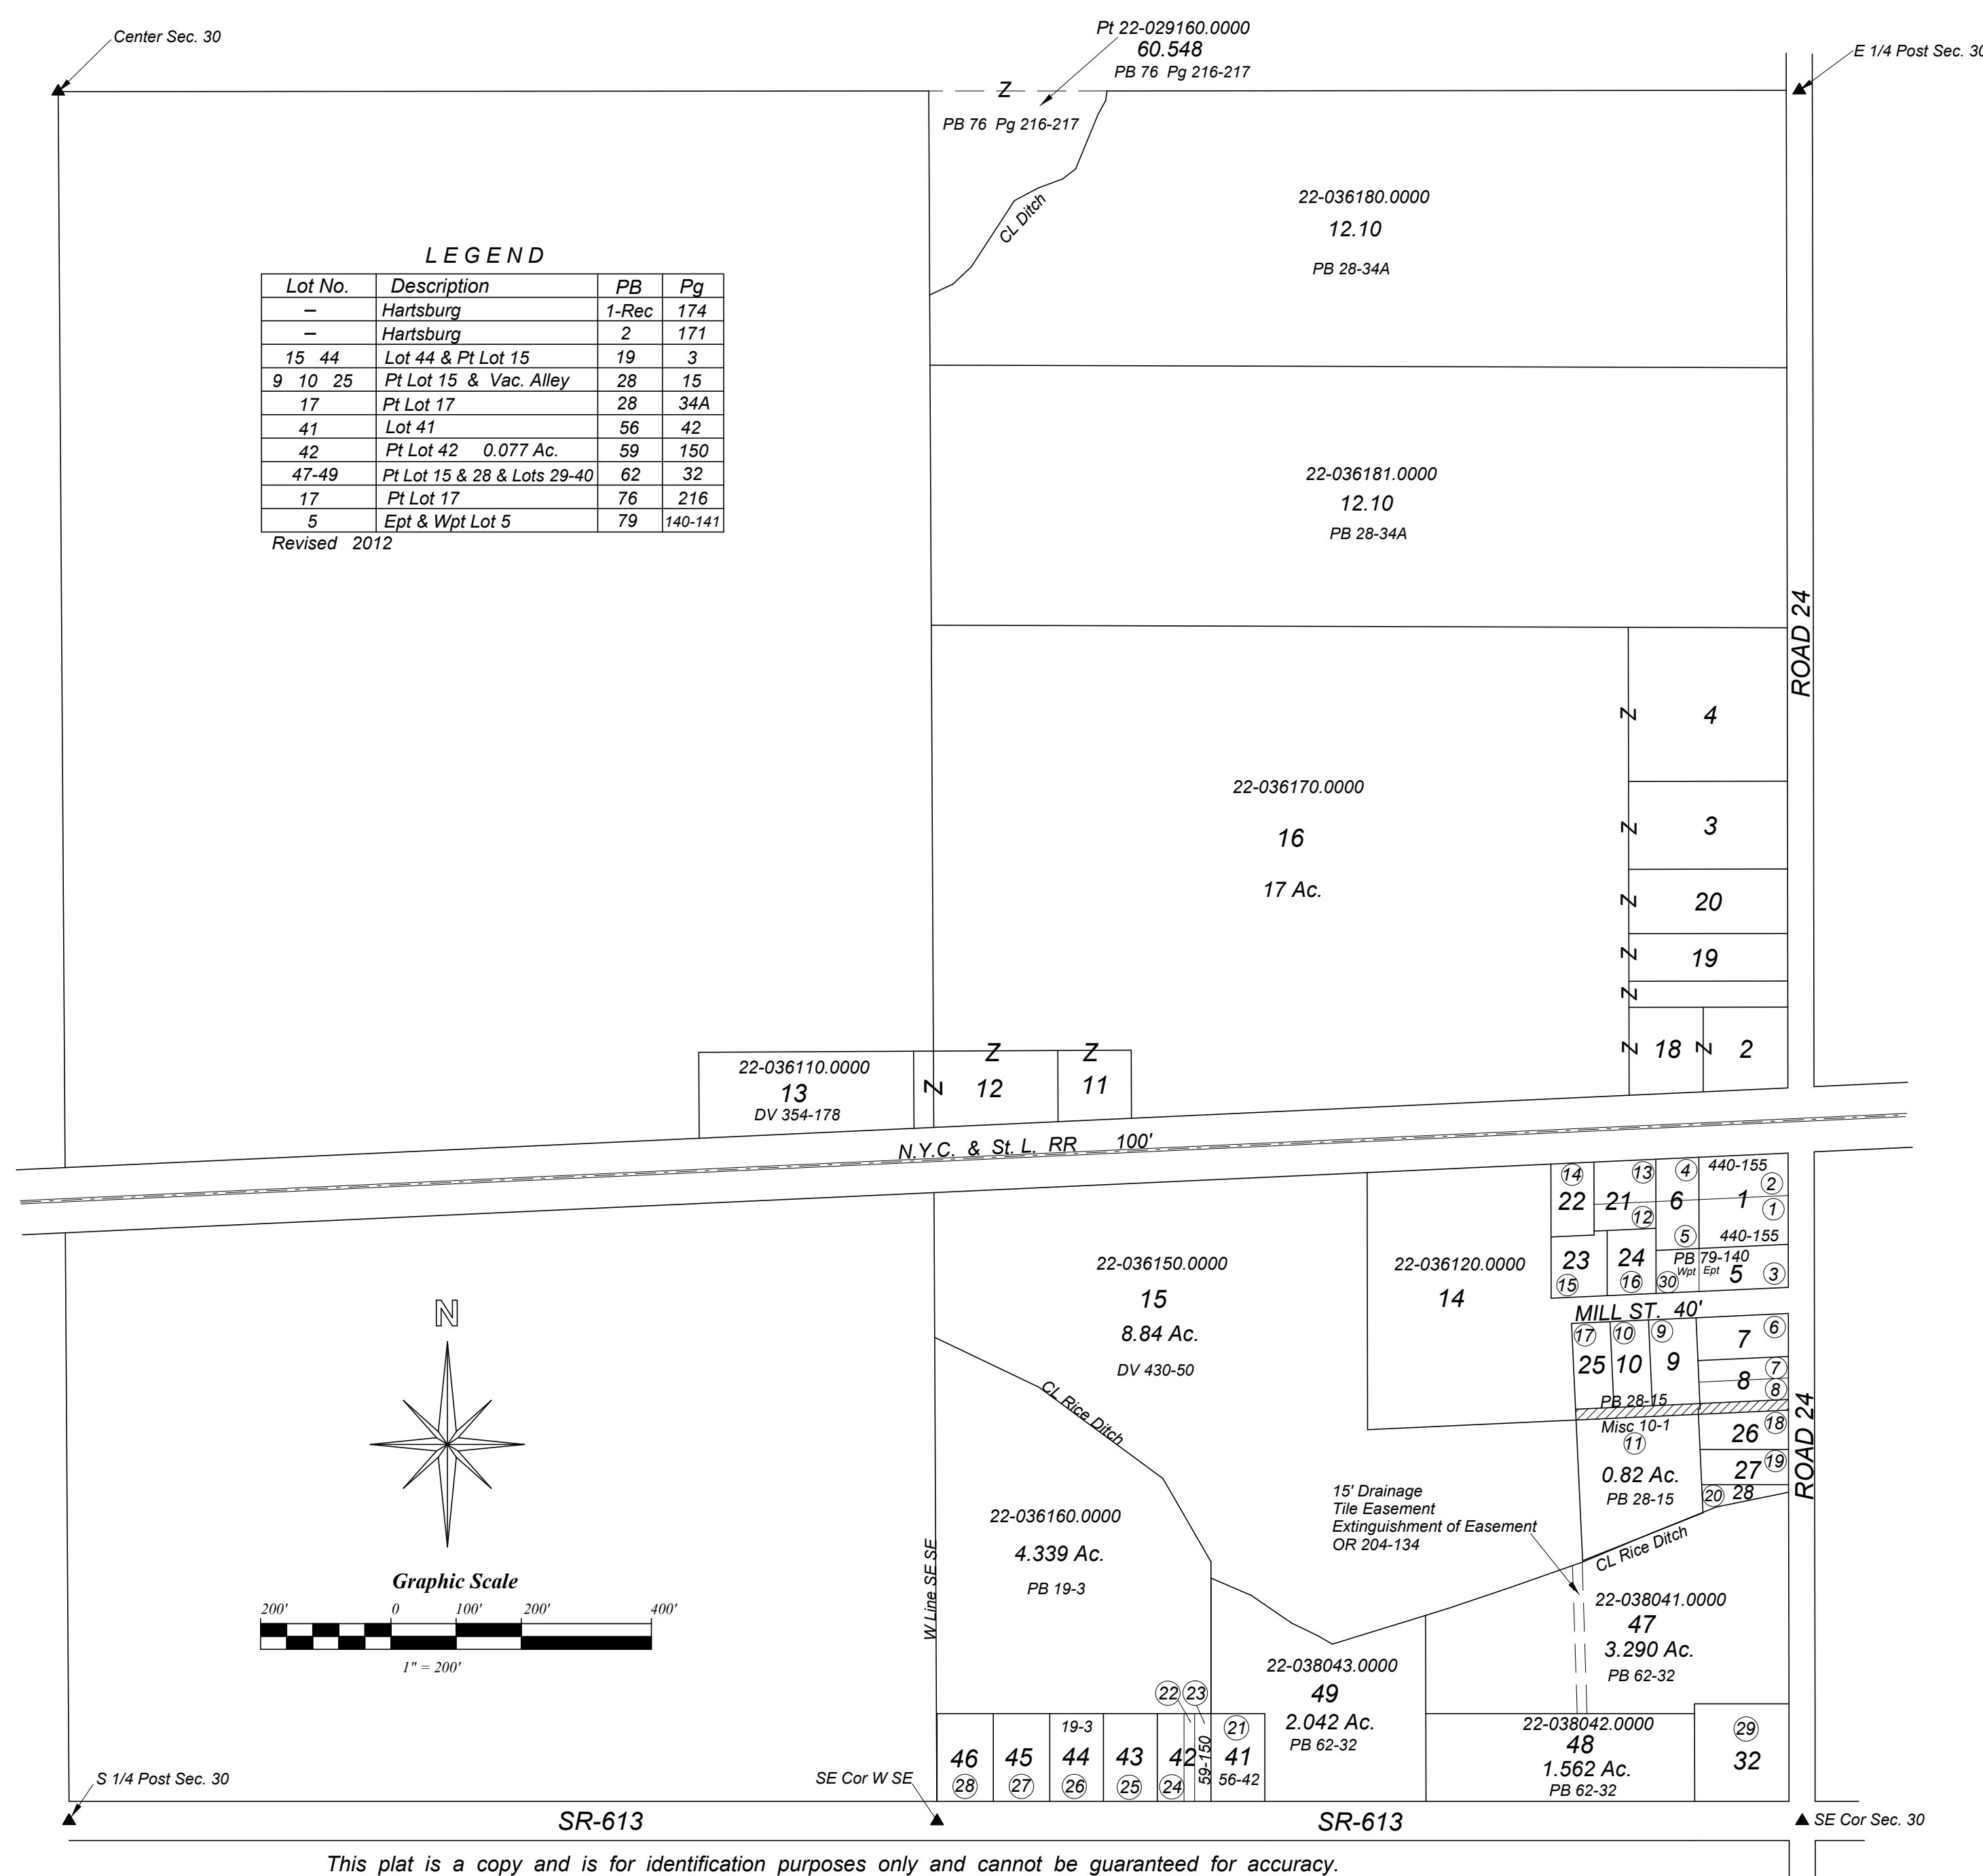 Center Sec. 30
Pt 22-029160.0000
60.548
PB 76 Pg 216-217
E 1/4 Post Sec. 30
Z
PB 76 Pg 216-217
CL Ditch
22-036180.0000
12.10
PB 28-34A
LEGEND
Lot No. Description PB Pg
– Hartsburg 1-Rec 174
– Hartsburg 2 171
15 44 Lot 44 & Pt Lot 15 19 3
9 10 25 Pt Lot 15 & Vac. Alley 28 15
17 Pt Lot 17 28 34A
41 Lot 41 56 42
42 Pt Lot 42 0.077 Ac. 59 150
47-49 Pt Lot 15 & 28 & Lots 29-40 62 32
17 Pt Lot 17 76 216
5 Ept & Wpt Lot 5 79 140-141
Revised 2012
22-036181.0000
12.10
PB 28-34A
ROAD 24
22-036170.0000
16
17 Ac.
Z 4
Z 3
Z 20
Z 19
Z
Z 18 Z 2
22-036110.0000
13
DV 354-178
Z
Z
12
Z
11
N.Y.C. & St. L. RR 100'
14
22
13
21
12
4
6
5
440-155
2
1
1
440-155
23
15
24
16
PB 79-140
30
Wpt Ept
5
3
MILL ST. 40'
17
25
10
10
9
9
PB 28-15
7
6
8
7
8
Misc 10-1
11
0.82 Ac.
PB 28-15
26
18
27
19
20
28
ROAD 24
22-036150.0000
15
8.84 Ac.
DV 430-50
22-036120.0000
14
CL Rice Ditch
N
Graphic Scale
200' 0 100' 200' 400'
1" = 200'
22-036160.0000
4.339 Ac.
PB 19-3
W Line SE SE
15' Drainage
Tile Easement
Extinguishment of Easement
OR 204-134
CL Rice Ditch
22-038041.0000
47
3.290 Ac.
PB 62-32
22-038043.0000
49
2.042 Ac.
PB 62-32
22-038042.0000
48
1.562 Ac.
PB 62-32
29
32
22
23
46
28
45
27
19-3
44
26
43
25
42
24
59-150
21
41
56-42
S 1/4 Post Sec. 30
SE Cor W SE
SR-613
SR-613
SE Cor Sec. 30
This plat is a copy and is for identification purposes only and cannot be guaranteed for accuracy.